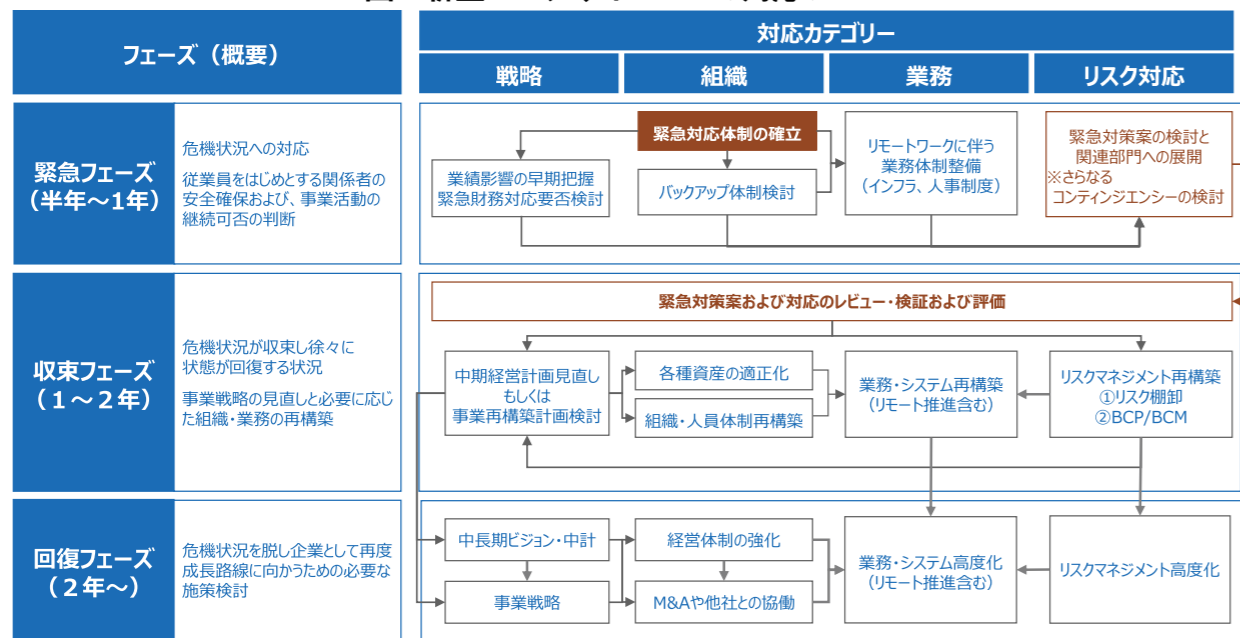 フェーズ（概要）
対応カテゴリー
戦略
組織
業務
リスク対応
緊急フェーズ
（半年～1年）
危機状況への対応
従業員をはじめとする関係者の
安全確保および、事業活動の
継続可否の判断
緊急対応体制の確立
業績影響の早期把握
緊急財務対応要否検討
バックアップ体制検討
リモートワークに伴う
業務体制整備
（インフラ、人事制度）
緊急対策案の検討と
関連部門への展開
※さらなる
コンティンジエンシーの検討
収束フェーズ
（１～２年）
危機状況が収束し徐々に
状態が回復する状況
事業戦略の見直しと必要に応じ
た組織・業務の再構築
緊急対策案および対応のレビュー・検証および評価
中期経営計画見直し
もしくは
事業再構築計画検討
各種資産の適正化
組織・人員体制再構築
業務・システム再構築
（リモート推進含む）
リスクマネジメント再構築
①リスク棚卸
②BCP/BCM
回復フェーズ
（２年～）
危機状況を脱し企業として再度
成長路線に向かうための必要な
施策検討
中長期ビジョン・中計
事業戦略
経営体制の強化
M&Aや他社との協働
業務・システム高度化
（リモート推進含む）
リスクマネジメント高度化